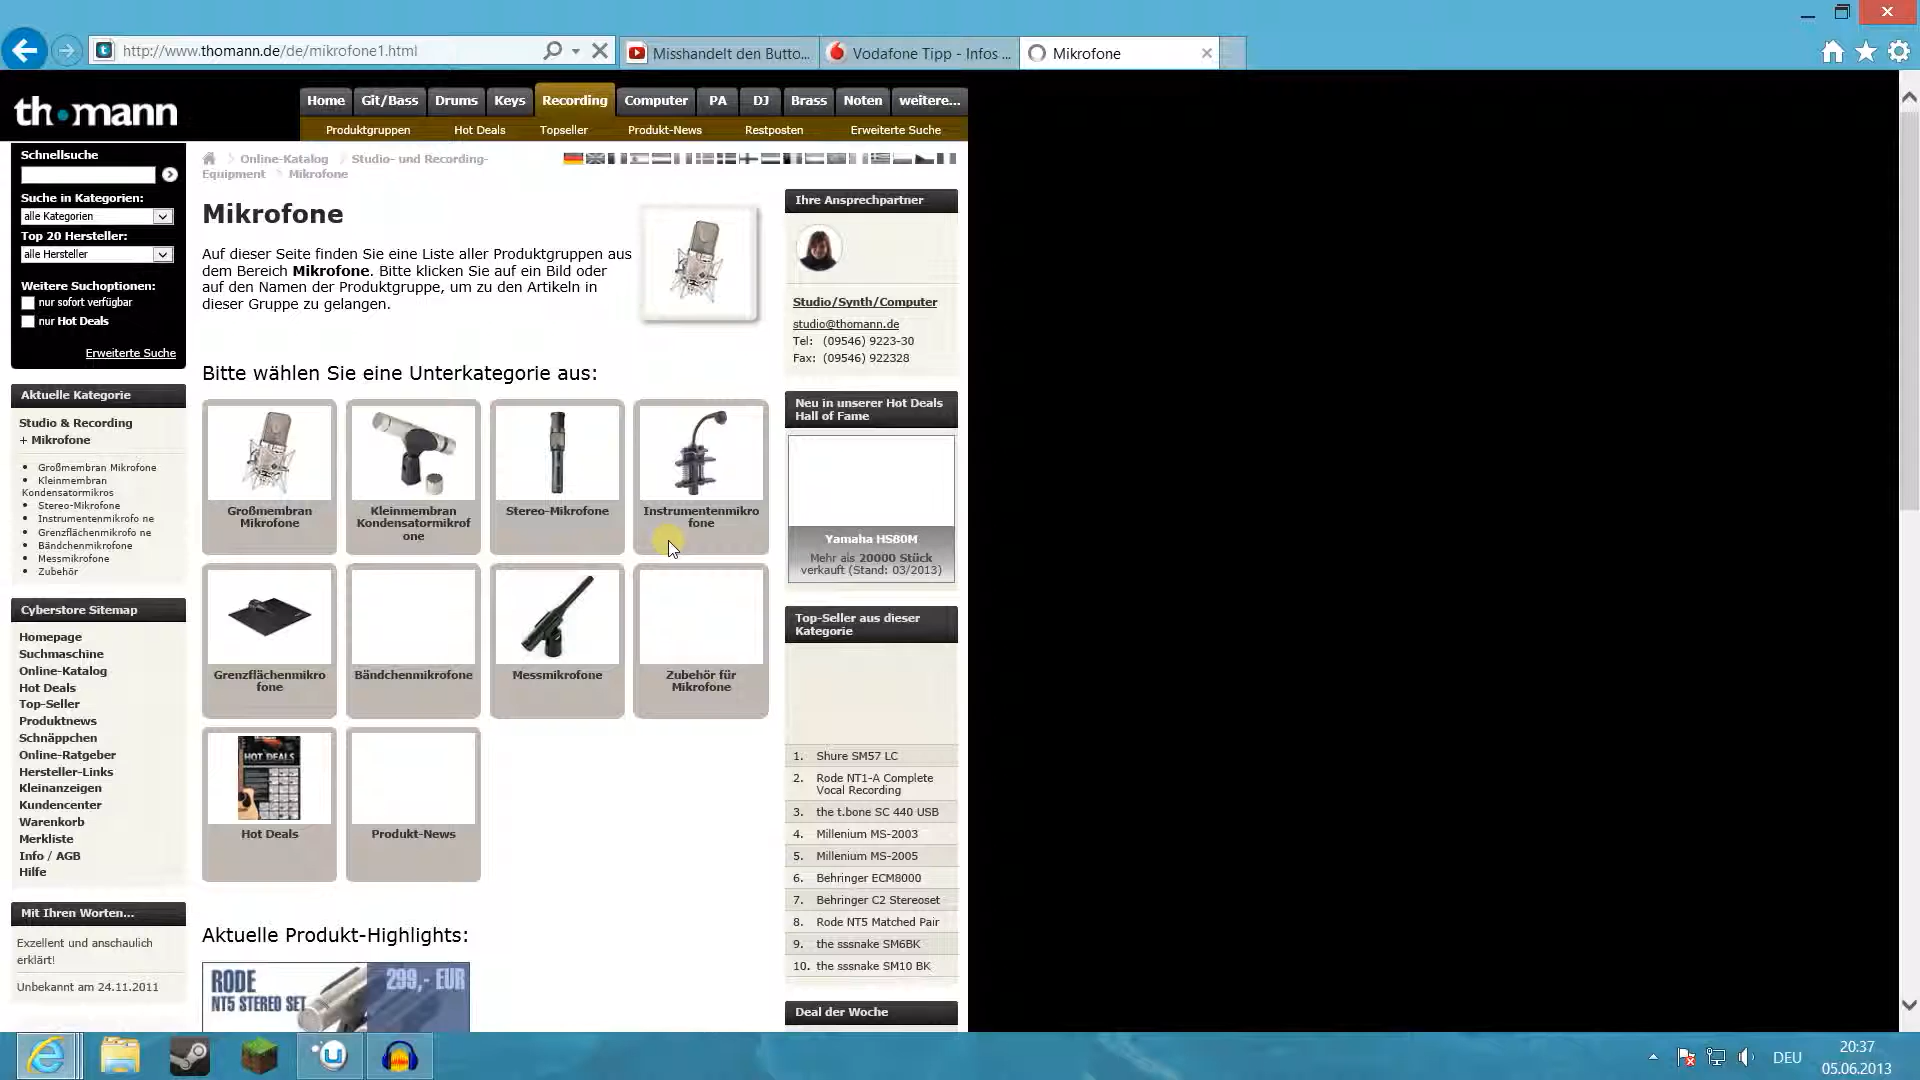 http://www.thomann.de/de/mikrofone1.html
Misshandelt den Butto...
Vodafone Tipp - Infos ...
Mikrofone
th•mann
Home
Git/Bass
Drums
Keys
Recording
Computer
PA
DJ
Brass
Noten
weitere...
Produktgruppen
Hot Deals
Topseller
Produkt-News
Restposten
Erweiterte Suche
Schnellsuche
Suche in Kategorien:
alle Kategorien
Top 20 Hersteller:
alle Hersteller
Weitere Suchoptionen:
nur sofort verfügbar
nur Hot Deals
Erweiterte Suche
Aktuelle Kategorie
Studio & Recording
+ Mikrofone
Großmembran Mikrofone
Kleinmembran
Kondensatormikros
Stereo-Mikrofone
Instrumentenmikrofo ne
Grenzflächenmikrofo ne
Bändchenmikrofone
Messmikrofone
Zubehör
Cyberstore Sitemap
Homepage
Suchmaschine
Online-Katalog
Hot Deals
Top-Seller
Produktnews
Schnäppchen
Online-Ratgeber
Hersteller-Links
Kleinanzeigen
Kundencenter
Warenkorb
Merkliste
Info / AGB
Hilfe
Mit Ihren Worten...
Exzellent und anschaulich
erklärt!
Unbekannt am 24.11.2011
Online-Katalog
Studio- und Recording-
Equipment
Mikrofone
Mikrofone
Auf dieser Seite finden Sie eine Liste aller Produktgruppen aus
dem Bereich Mikrofone. Bitte klicken Sie auf ein Bild oder
auf den Namen der Produktgruppe, um zu den Artikeln in
dieser Gruppe zu gelangen.
Bitte wählen Sie eine Unterkategorie aus:
Großmembran
Mikrofone
Kleinmembran
Kondensatormikrof
one
Stereo-Mikrofone
Instrumentenmikro
fone
Grenzflächenmikro
fone
Bändchenmikrofone
Messmikrofone
Zubehör für
Mikrofone
HOT DEALS
Hot Deals
Produkt-News
Aktuelle Produkt-Highlights:
RODE
NT5 STEREO SET
299,- EUR
Ihre Ansprechpartner
Studio/Synth/Computer
studio@thomann.de
Tel: (09546) 9223-30
Fax: (09546) 922328
Neu in unserer Hot Deals
Hall of Fame
Yamaha HS80M
Mehr als 20000 Stück
verkauft (Stand: 03/2013)
Top-Seller aus dieser
Kategorie
1. Shure SM57 LC
2. Rode NT1-A Complete
Vocal Recording
3. the t.bone SC 440 USB
4. Millenium MS-2003
5. Millenium MS-2005
6. Behringer ECM8000
7. Behringer C2 Stereoset
8. Rode NT5 Matched Pair
9. the sssnake SM6BK
10. the sssnake SM10 BK
Deal der Woche
DEU
20:37
05.06.2013